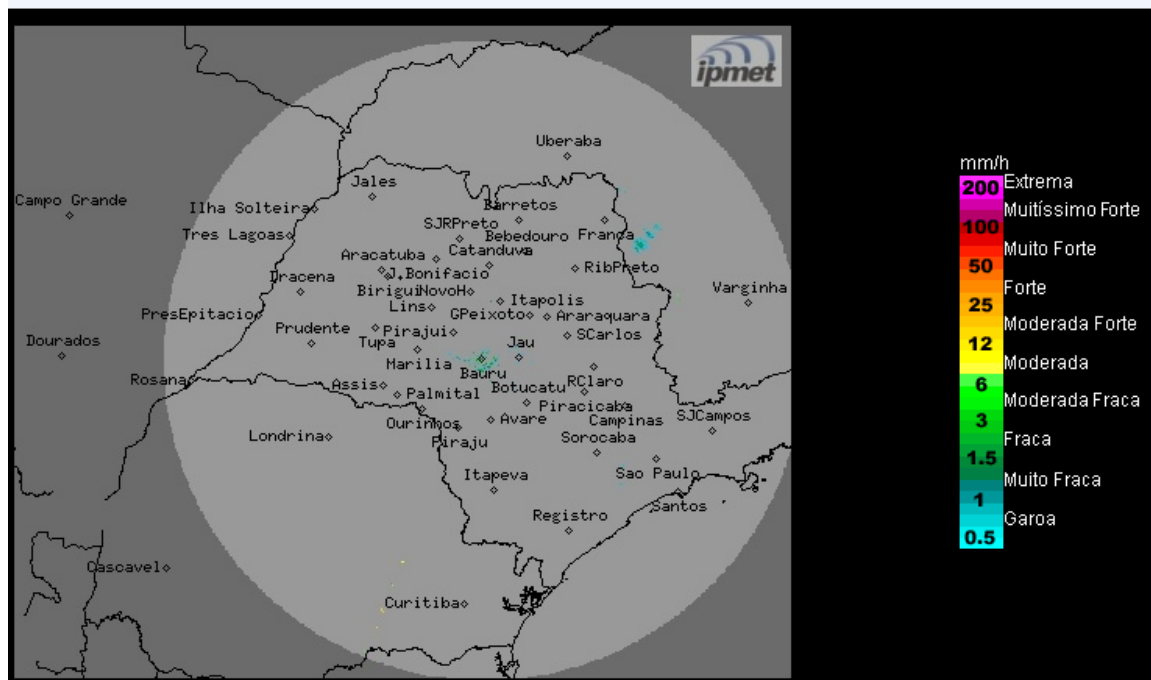 ipmet
Uberaba
Jales
Campo Grande
Ilha Solteira
Barretos
SJRPreto
Tres Lagoas
Bebedouro
Franca
Catanduva
Aracatuba
J.Bonifacio
RibPreto
Dracena
Birigui
NovoH
Varginha
Itapolis
Lins
GPeixoto
Araraquara
PresEpitacio
Prudente
Pirajui
SCarlos
Dourados
Tupa
Jau
Marilia
Bauru
Rosana
Assis
Botucatu
RClaro
Palmital
Piracicaba
Ourinhos
Avare
Campinas
SJCampos
Londrina
Piraju
Sorocaba
Itapeva
Sao Paulo
Santos
Registro
Cascavel
Curitiba
mm/h
200 Extrema
Muitíssimo Forte
100
Muito Forte
50
Forte
25
Moderada Forte
12
Moderada
6
Moderada Fraca
3
Fraca
1.5
Muito Fraca
1
Garoa
0.5